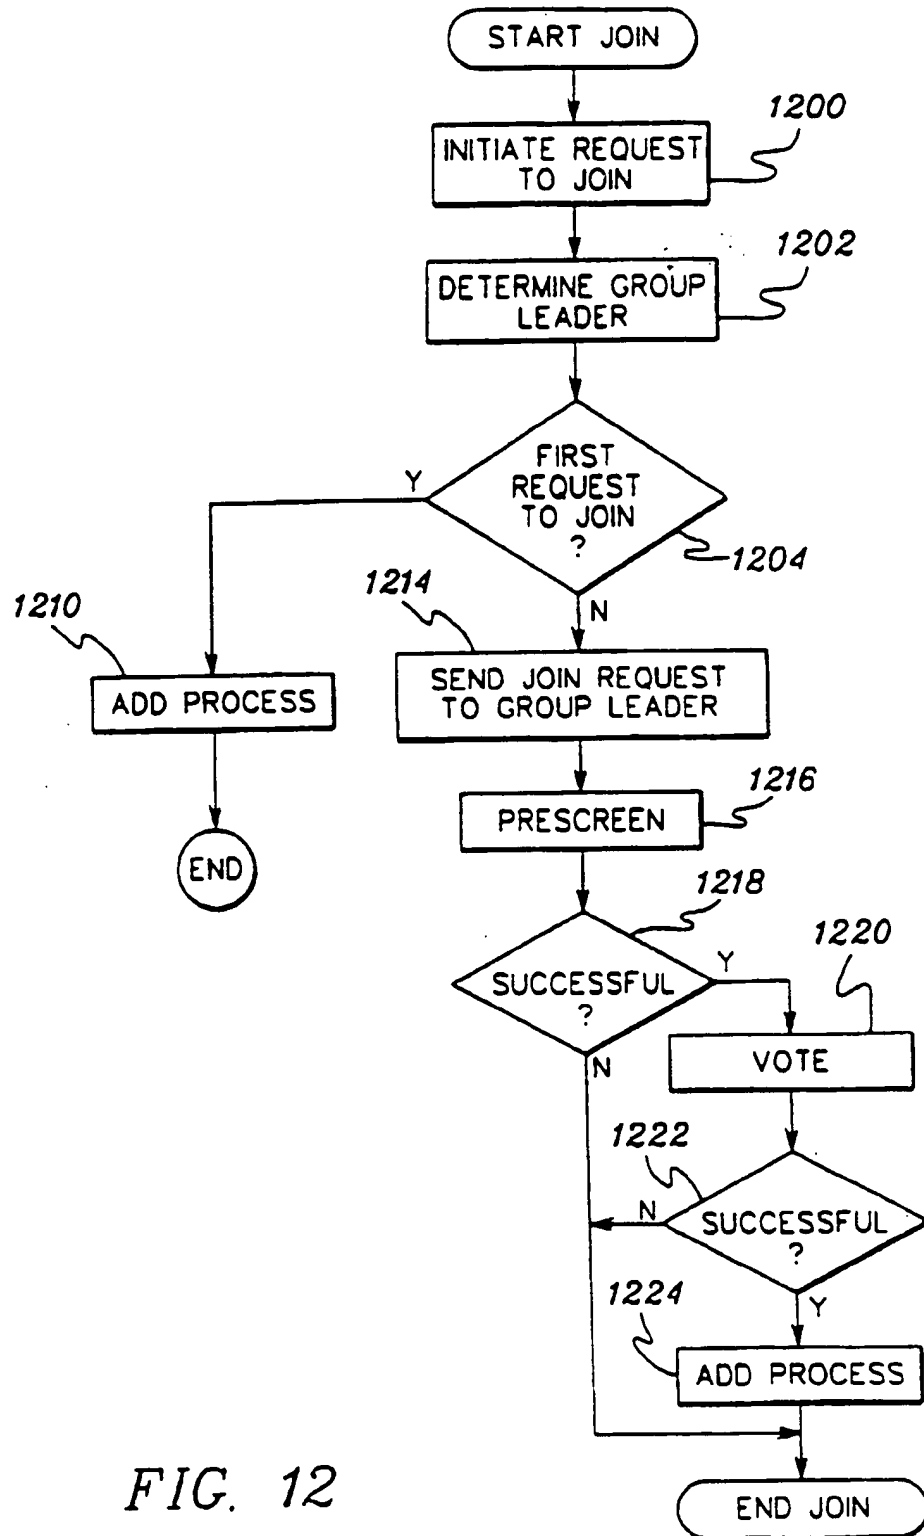 START JOIN
1200
INITIATE REQUEST
TO JOIN
1202
DETERMINE GROUP
LEADER
FIRST
REQUEST
TO JOIN
?
Y
1204
N
1210
1214
ADD PROCESS
SEND JOIN REQUEST
TO GROUP LEADER
1216
PRESCREEN
END
1218
SUCCESSFUL
?
Y
N
1220
VOTE
1222
N
SUCCESSFUL
?
Y
1224
ADD PROCESS
FIG. 12
END JOIN